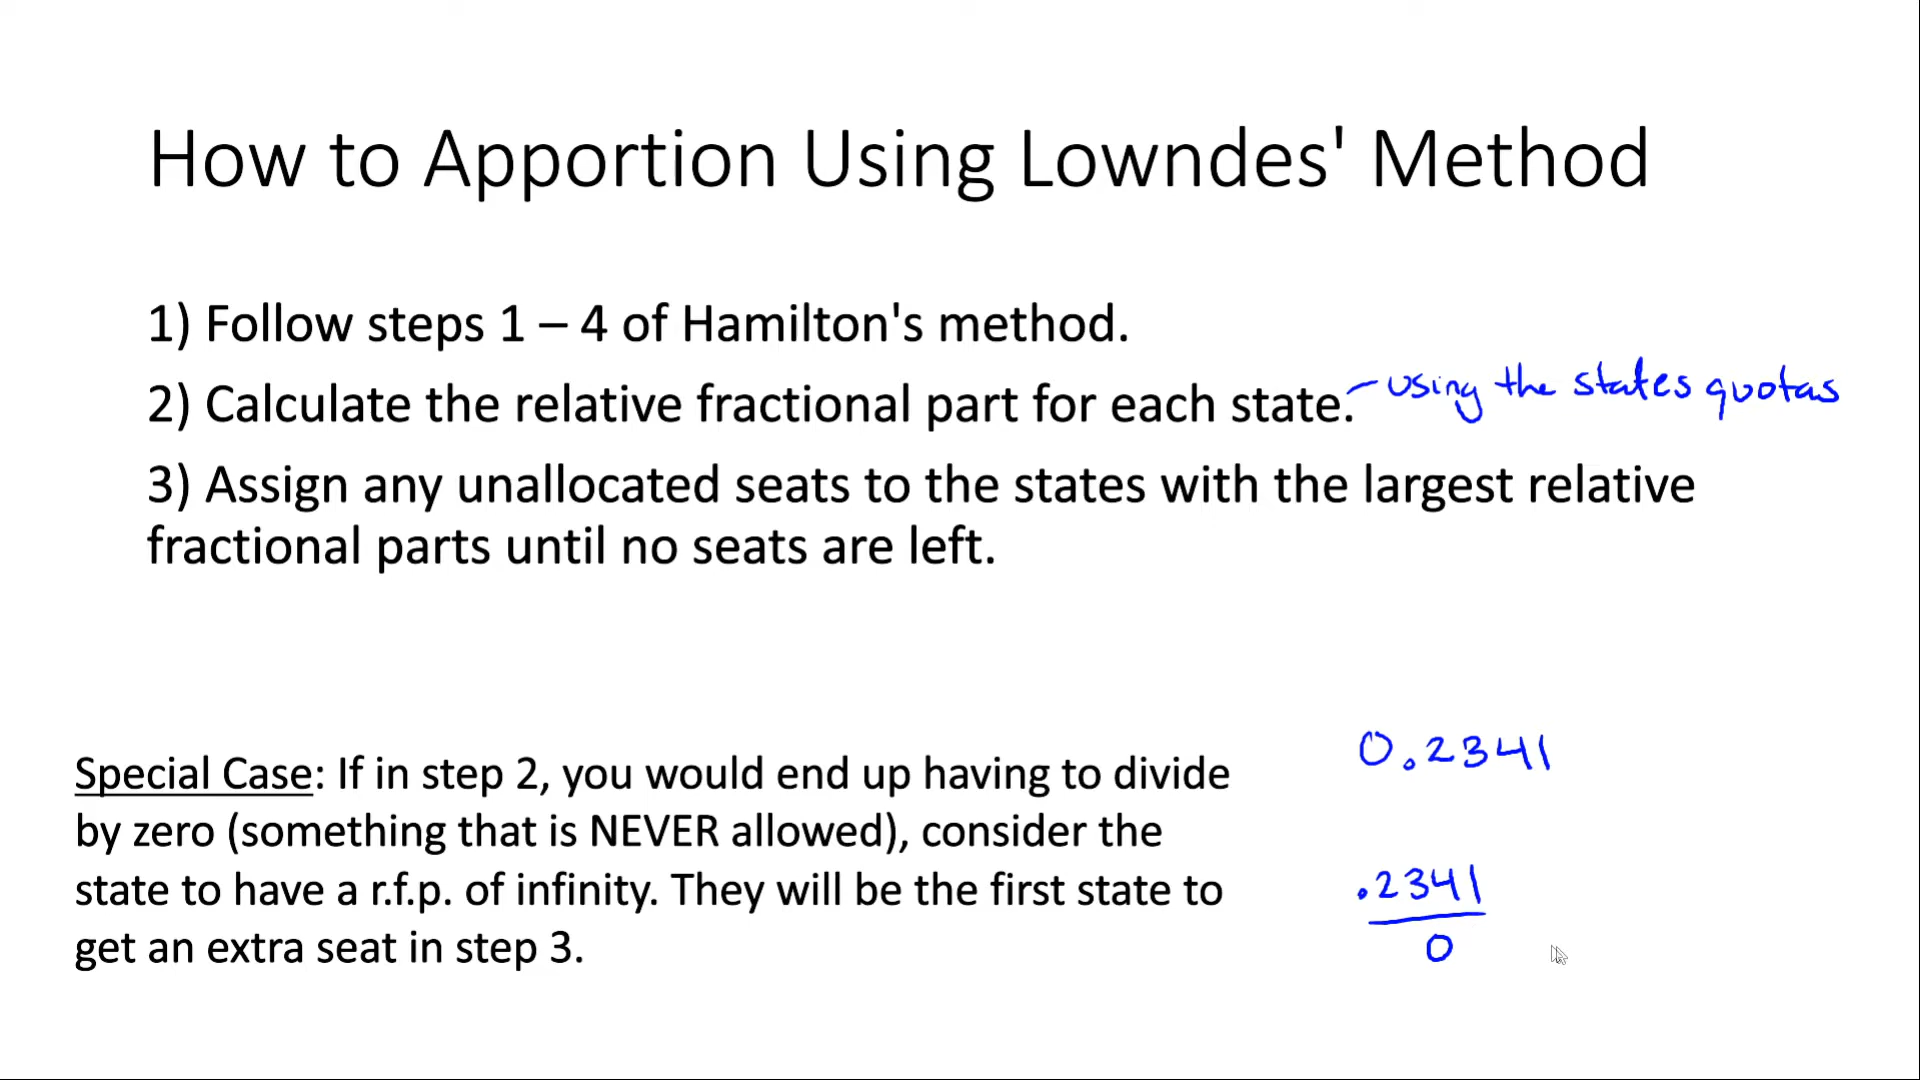 How to Apportion Using Lowndes' Method
1) Follow steps 1 – 4 of Hamilton's method.
2) Calculate the relative fractional part for each state. – using the states quotas
3) Assign any unallocated seats to the states with the largest relative
fractional parts until no seats are left.
Special Case: If in step 2, you would end up having to divide
by zero (something that is NEVER allowed), consider the
state to have a r.f.p. of infinity. They will be the first state to
get an extra seat in step 3.
0.2341
.2341
0